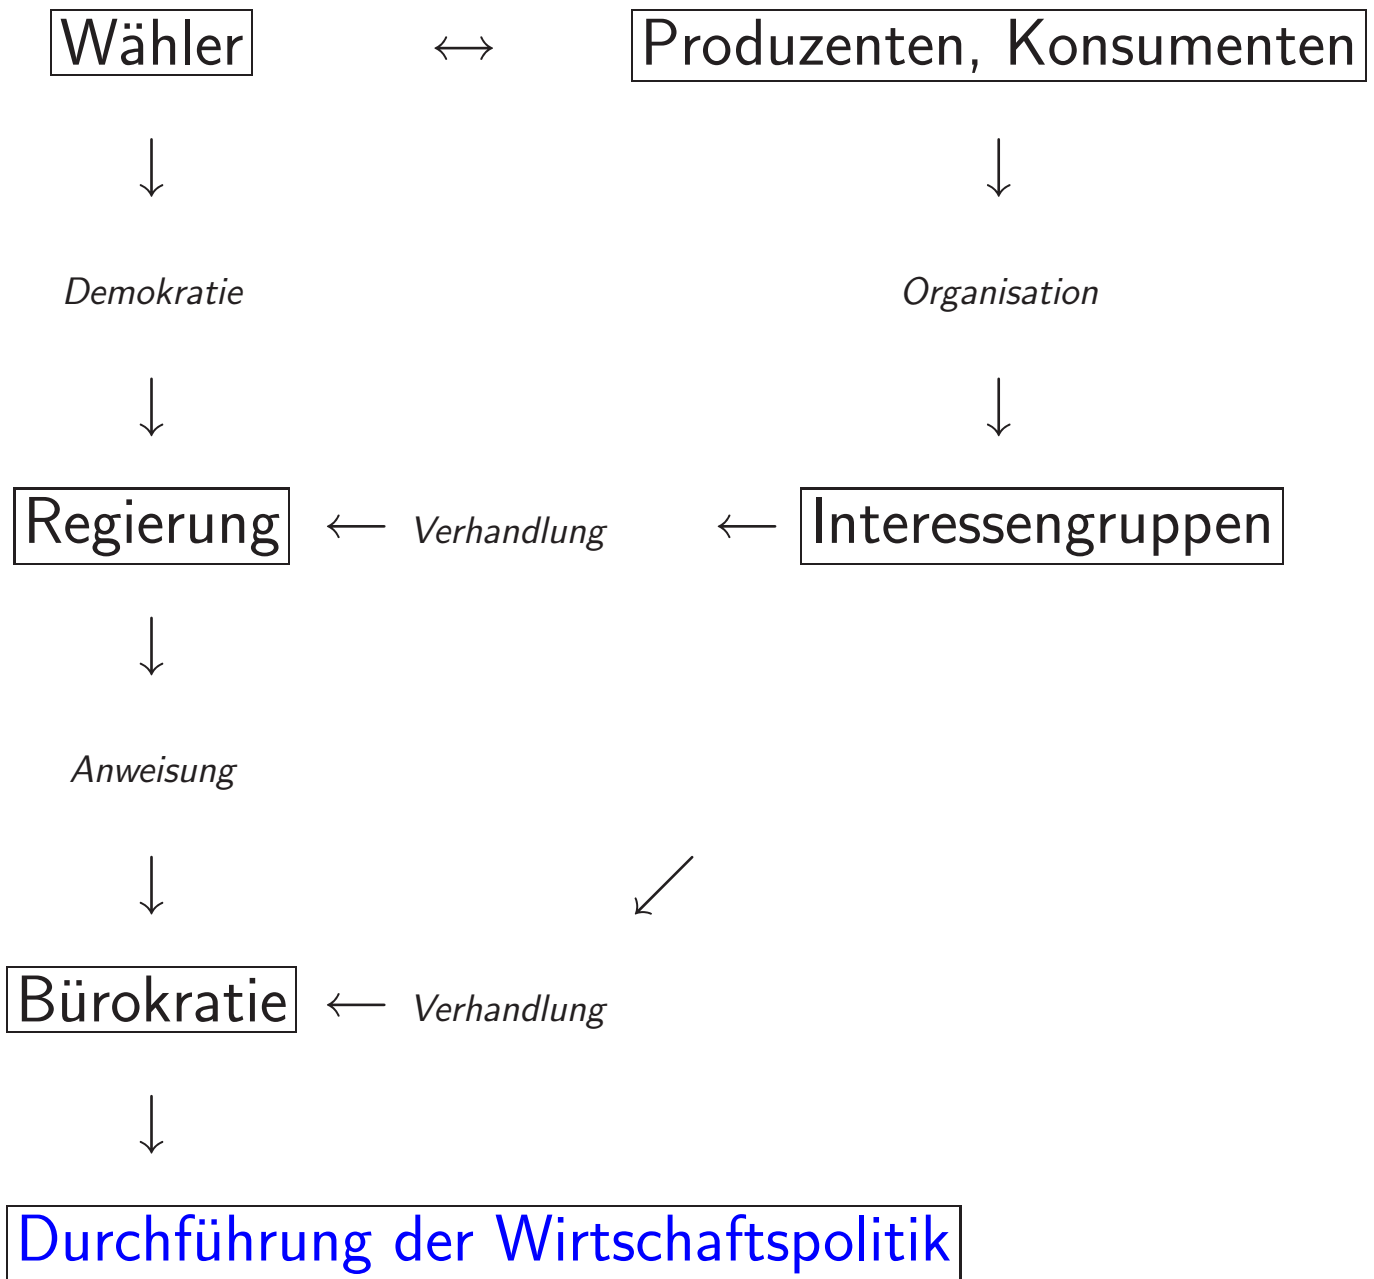 Wähler ↔ Produzenten, Konsumenten
↓ ↓
Demokratie Organisation
↓ ↓
Regierung ← Verhandlung ← Interessengruppen
↓
Anweisung
↓ ↙
Bürokratie ← Verhandlung
↓
Durchführung der Wirtschaftspolitik